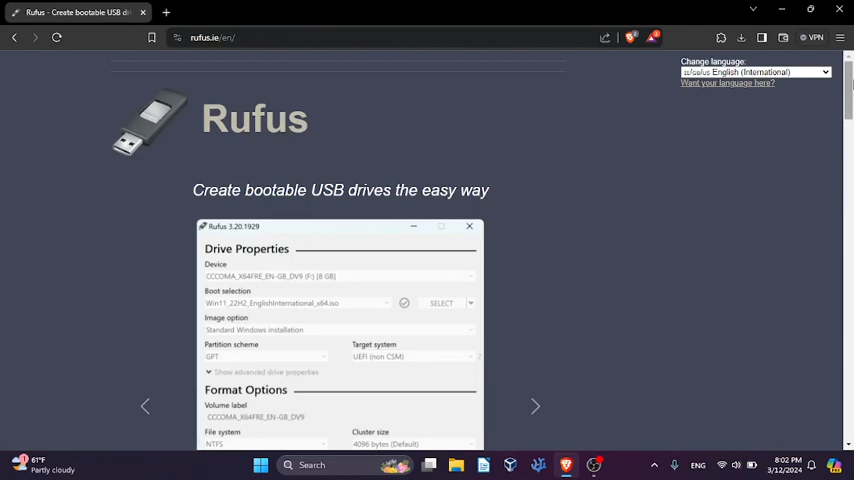 Rufus - Create bootable USB driv
rufus.ie/en/
VPN
Change language:
English (International)
Want your language here?
Rufus
Create bootable USB drives the easy way
Rufus 3.20.1929
Drive Properties
Device
CCCOMA_X64FRE_EN-GB_DV9 (F:) [8 GB]
Boot selection
Win11_22H2_EnglishInternational_x64.iso
SELECT
Image option
Standard Windows installation
Partition scheme
Target system
GPT
UEFI (non CSM)
Show advanced drive properties
Format Options
Volume label
CCCOMA_X64FRE_EN-GB_DV9
File system
Cluster size
NTFS
4096 bytes (Default)
61°F
Partly cloudy
Search
ENG
8:02 PM
3/12/2024